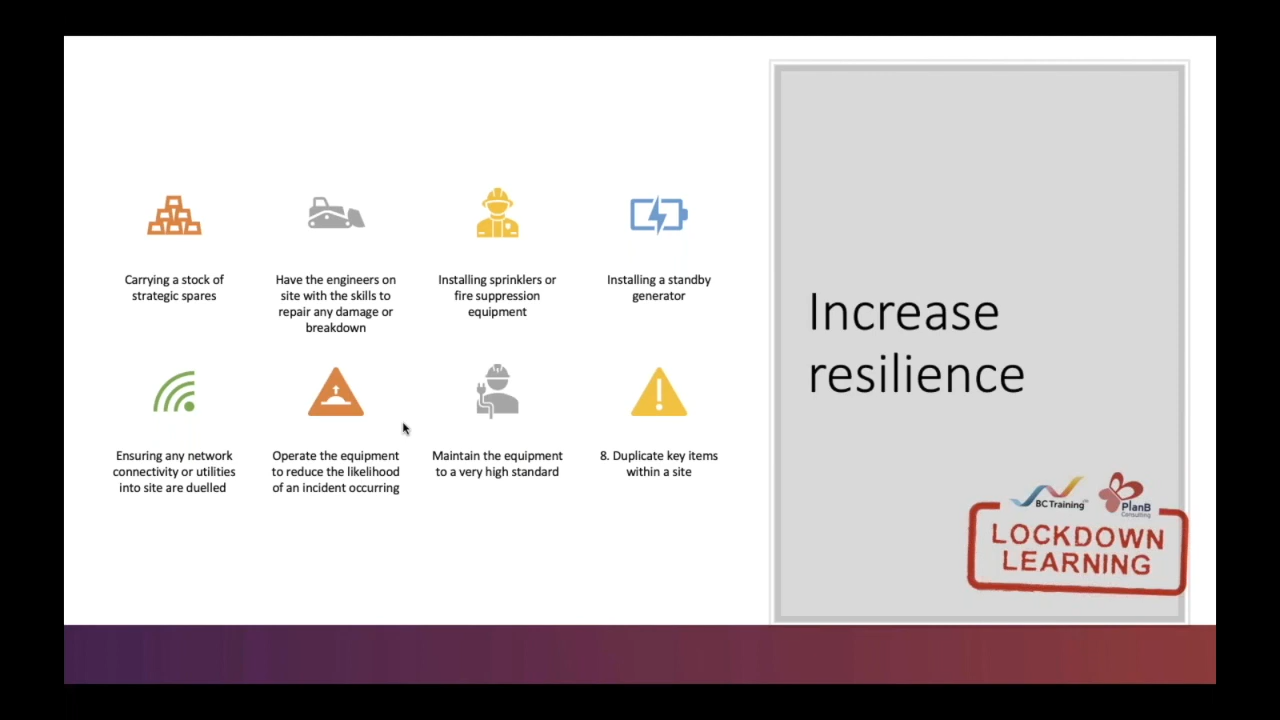 Carrying a stock of
strategic spares
Have the engineers on
site with the skills to
repair any damage or
breakdown
Installing sprinklers or
fire suppression
equipment
Installing a standby
generator
Ensuring any network
connectivity or utilities
into site are duelled
Operate the equipment
to reduce the likelihood
of an incident occurring
Maintain the equipment
to a very high standard
8. Duplicate key items
within a site
Increase
resilience
BC Training
PlanB
Consulting
LOCKDOWN
LEARNING